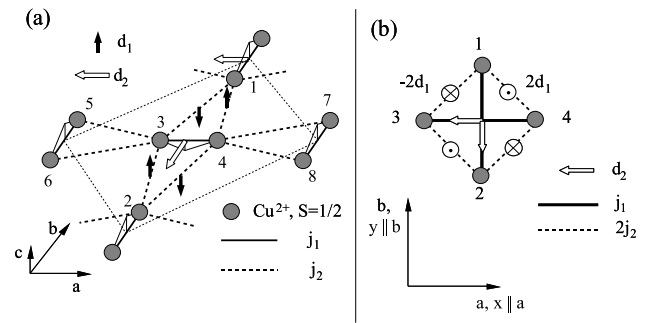 (a)
d₁
d₂
1
5
3
7
4
6
8
2
b
c
a
Cu²⁺, S=1/2
j₁
j₂
(b)
1
-2d₁
2d₁
3
4
2
d₂
b,
y || b
j₁
2j₂
a, x || a